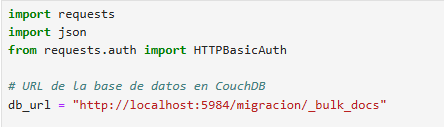 import requests
import json
from requests.auth import HTTPBasicAuth
# URL de la base de datos en CouchDB
db_url = "http://localhost:5984/migracion/_bulk_docs"